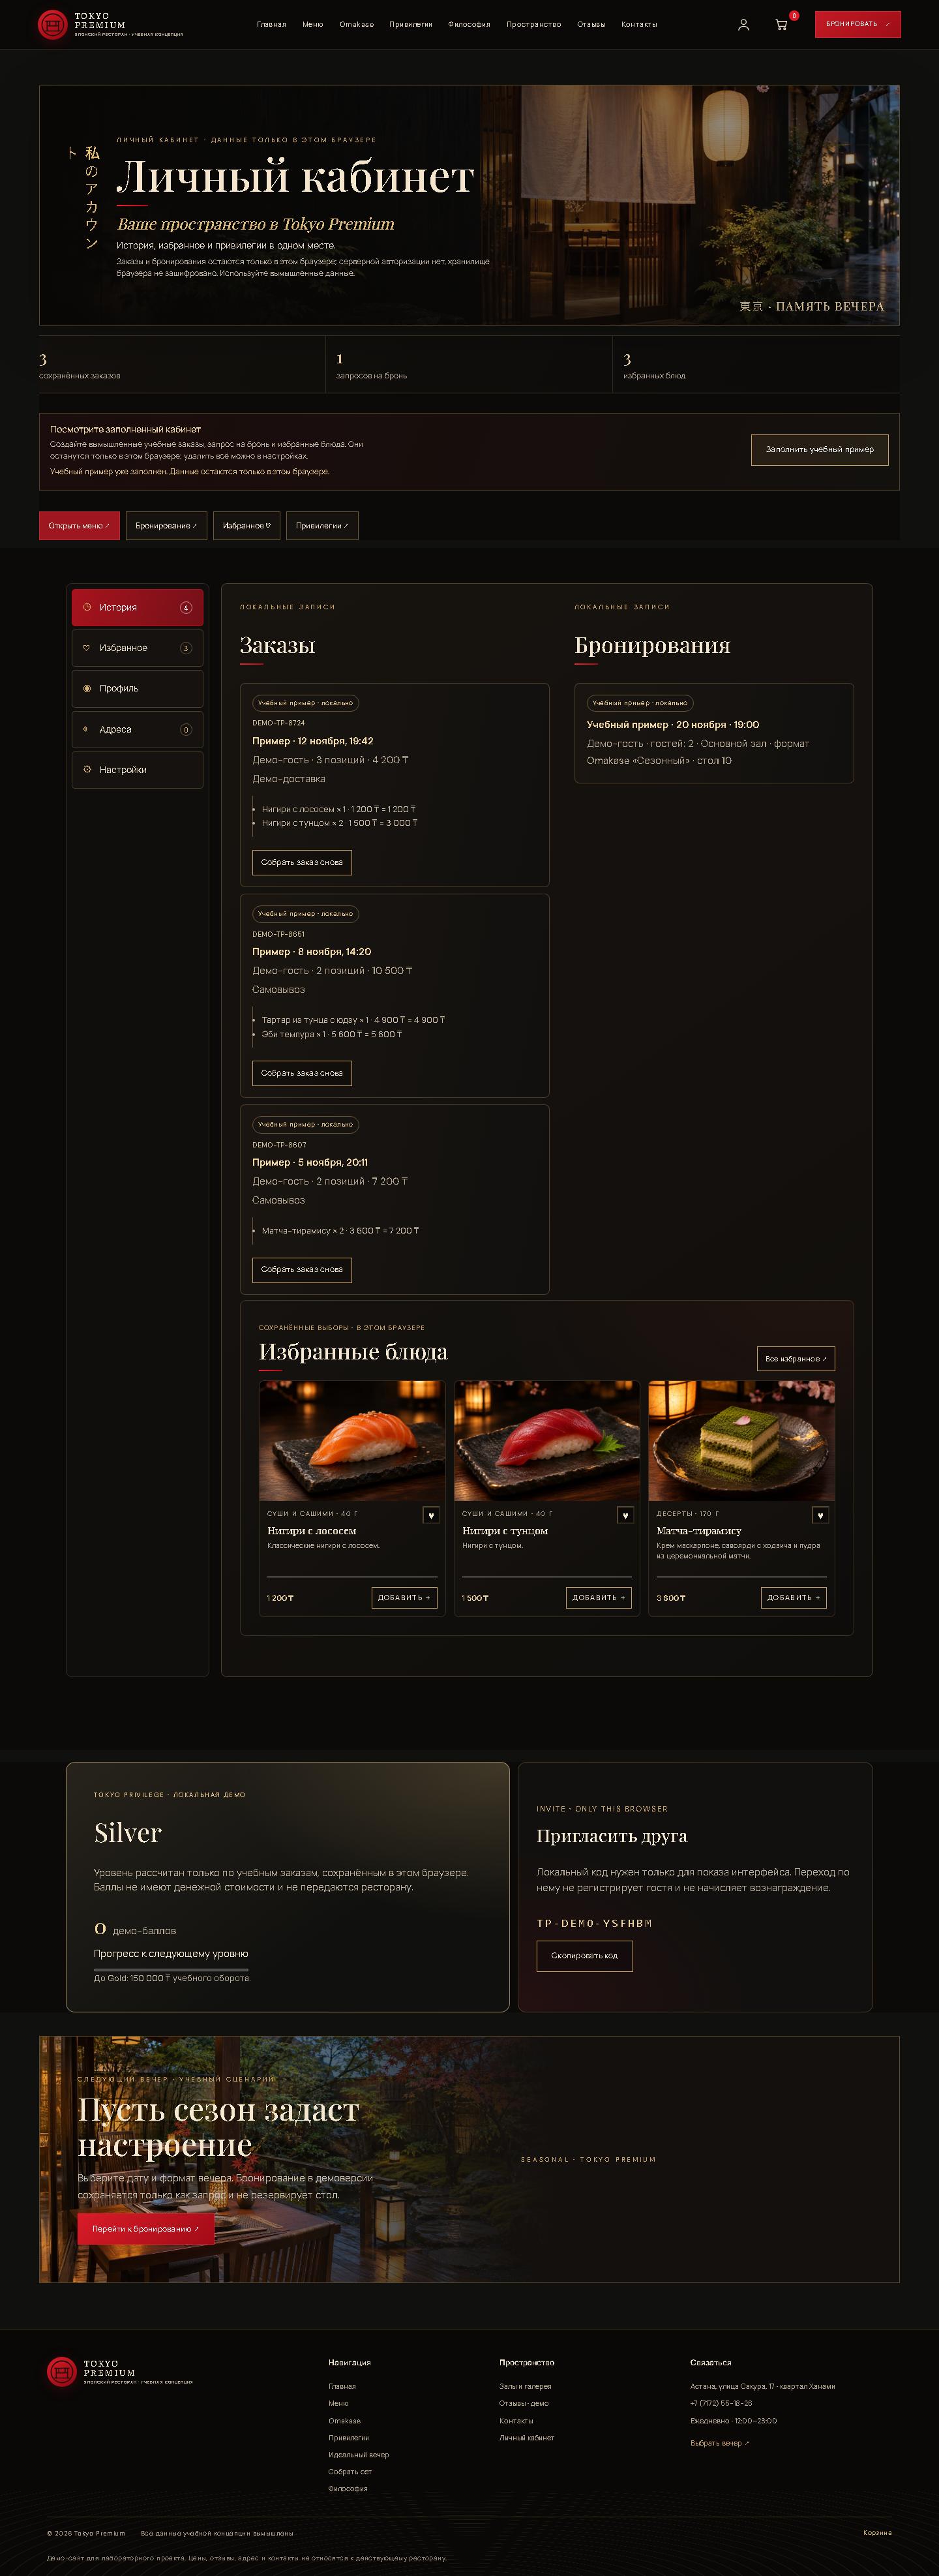 TOKYO
PREMIUM
ЯПОНСКИЙ РЕСТОРАН · УЧЕБНАЯ КОНЦЕПЦИЯ
Главная Меню Omakase Привилегии Философия Пространство Отзывы Контакты
0
БРОНИРОВАТЬ ↗
私のアカウント
ЛИЧНЫЙ КАБИНЕТ · ДАННЫЕ ТОЛЬКО В ЭТОМ БРАУЗЕРЕ
Личный кабинет
Ваше пространство в Tokyo Premium
История, избранное и привилегии в одном месте.
Заказы и бронирования остаются только в этом браузере: серверной авторизации нет, хранилище
браузера не зашифровано. Используйте вымышленные данные.
東京 · ПАМЯТЬ ВЕЧЕРА
3
сохранённых заказов
1
запросов на бронь
3
избранных блюд
Посмотрите заполненный кабинет
Создайте вымышленные учебные заказы, запрос на бронь и избранные блюда. Они
останутся только в этом браузере; удалить всё можно в настройках.
Учебный пример уже заполнен. Данные остаются только в этом браузере.
Заполнить учебный пример
Открыть меню ↗
Бронирование ↗
Избранное ♡
Привилегии ↗
История 4
Избранное 3
Профиль
Адреса 0
Настройки
ЛОКАЛЬНЫЕ ЗАПИСИ
Заказы
Учебный пример · локально
DEMO-TP-8724
Пример · 12 ноября, 19:42
Демо-гость · 3 позиций · 4 200 ₸
Демо-доставка
Нигири с лососем × 1 · 1 200 ₸ = 1 200 ₸
Нигири с тунцом × 2 · 1 500 ₸ = 3 000 ₸
Собрать заказ снова
Учебный пример · локально
DEMO-TP-8651
Пример · 8 ноября, 14:20
Демо-гость · 2 позиций · 10 500 ₸
Самовывоз
Тартар из тунца с юдзу × 1 · 4 900 ₸ = 4 900 ₸
Эби темпура × 1 · 5 600 ₸ = 5 600 ₸
Собрать заказ снова
Учебный пример · локально
DEMO-TP-8607
Пример · 5 ноября, 20:11
Демо-гость · 2 позиций · 7 200 ₸
Самовывоз
Матча-тирамису × 2 · 3 600 ₸ = 7 200 ₸
Собрать заказ снова
ЛОКАЛЬНЫЕ ЗАПИСИ
Бронирования
Учебный пример · локально
Учебный пример · 20 ноября · 19:00
Демо-гость · гостей: 2 · Основной зал · формат
Omakase «Сезонный» · стол 10
СОХРАНЁННЫЕ ВЫБОРЫ · В ЭТОМ БРАУЗЕРЕ
Избранные блюда
Все избранное ↗
СУШИ И САШИМИ · 40 Г
Нигири с лососем
Классические нигири с лососем.
1 200 ₸
ДОБАВИТЬ +
СУШИ И САШИМИ · 40 Г
Нигири с тунцом
Нигири с тунцом.
1 500 ₸
ДОБАВИТЬ +
ДЕСЕРТЫ · 170 Г
Матча-тирамису
Крем маскарпоне, савоярди с ходзича и пудра
из церемониальной матчи.
3 600 ₸
ДОБАВИТЬ +
TOKYO PRIVILEGE · ЛОКАЛЬНАЯ ДЕМО
Silver
Уровень рассчитан только по учебным заказам, сохранённым в этом браузере.
Баллы не имеют денежной стоимости и не передаются ресторану.
0 демо-баллов
Прогресс к следующему уровню
До Gold: 150 000 ₸ учебного оборота.
INVITE · ONLY THIS BROWSER
Пригласить друга
Локальный код нужен только для показа интерфейса. Переход по
нему не регистрирует гостя и не начисляет вознаграждение.
TP-DEMO-YSFHBM
Скопировать код
СЛЕДУЮЩИЙ ВЕЧЕР · УЧЕБНЫЙ СЦЕНАРИЙ
Пусть сезон задаст
настроение
Выберите дату и формат вечера. Бронирование в демоверсии
сохраняется только как запрос и не резервирует стол.
Перейти к бронированию ↗
SEASONAL · TOKYO PREMIUM
TOKYO
PREMIUM
ЯПОНСКИЙ РЕСТОРАН · УЧЕБНАЯ КОНЦЕПЦИЯ
Навигация
Главная
Меню
Omakase
Привилегии
Идеальный вечер
Собрать сет
Философия
Пространство
Залы и галерея
Отзывы · демо
Контакты
Личный кабинет
Связаться
Астана, улица Сакура, 17 · квартал Ханами
+7 (7172) 55-18-26
Ежедневно · 12:00—23:00
Выбрать вечер ↗
© 2026 Tokyo Premium Все данные учебной концепции вымышлены
Корзина
Демо-сайт для лабораторного проекта. Цены, отзывы, адрес и контакты не относятся к действующему ресторану.